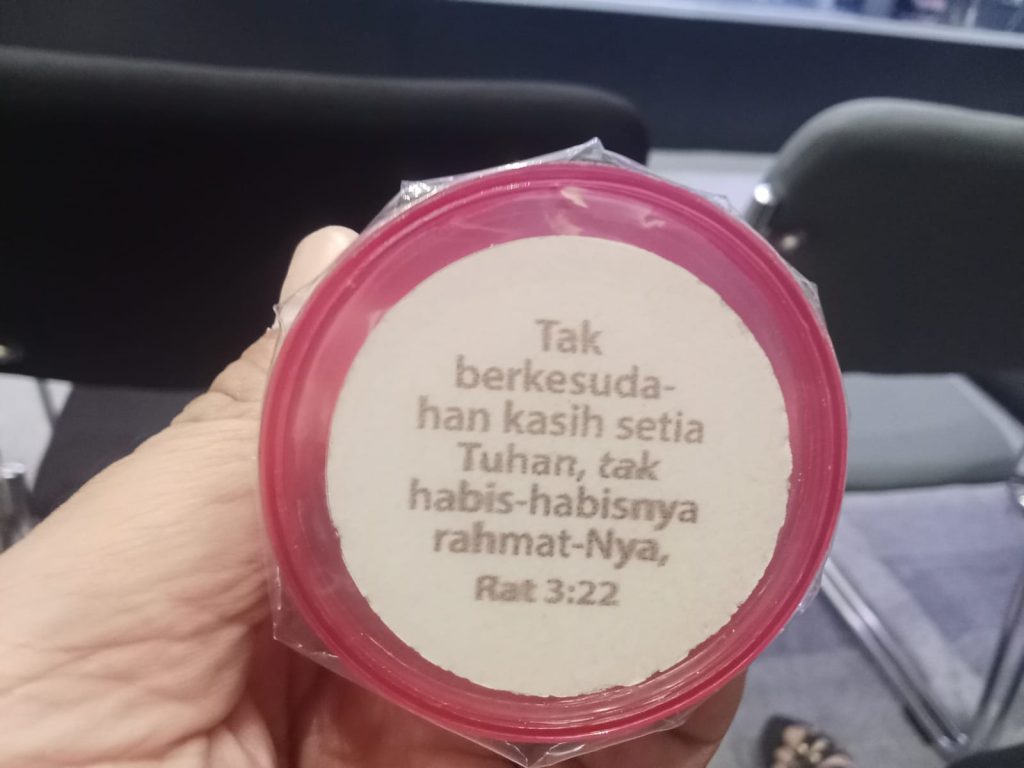 Tak
berkesuda-
han kasih setia
Tuhan, tak
habis-habisnya
rahmat-Nya,
Rat 3:22